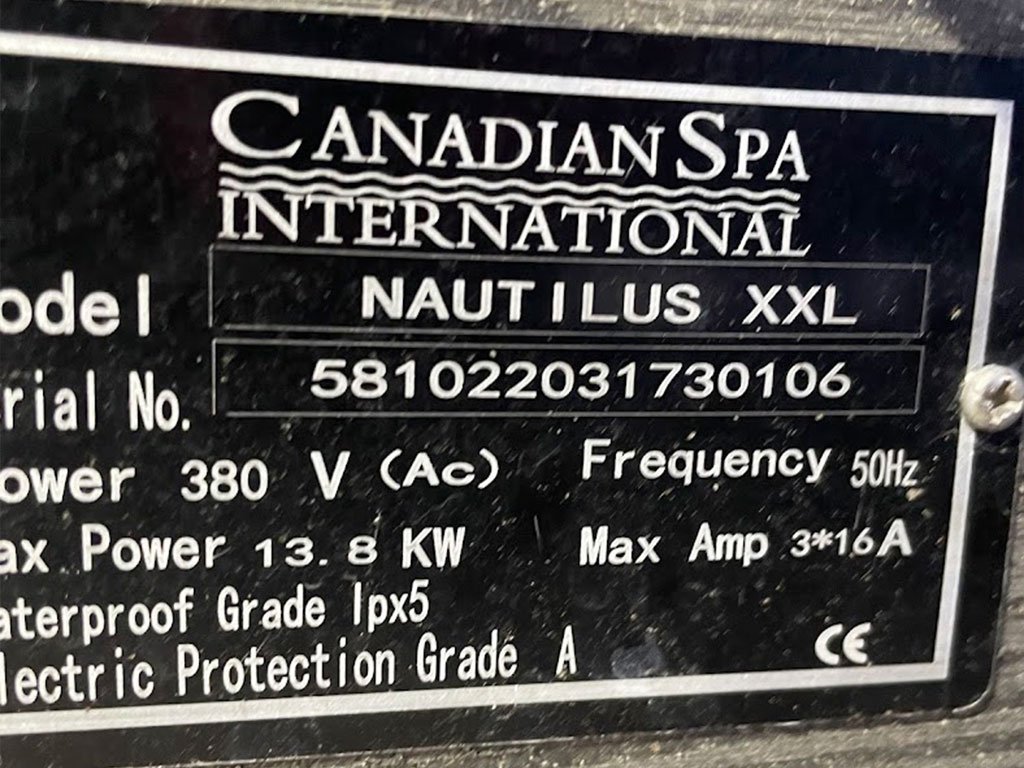 CANADIAN SPA
INTERNATIONAL
odel NAUTILUS XXL
rial No. 581022031730106
ower 380 V (Ac) Frequency 50Hz
ax Power 13.8 KW Max Amp 3*16A
aterproof Grade Ipx5
lectric Protection Grade A
CE